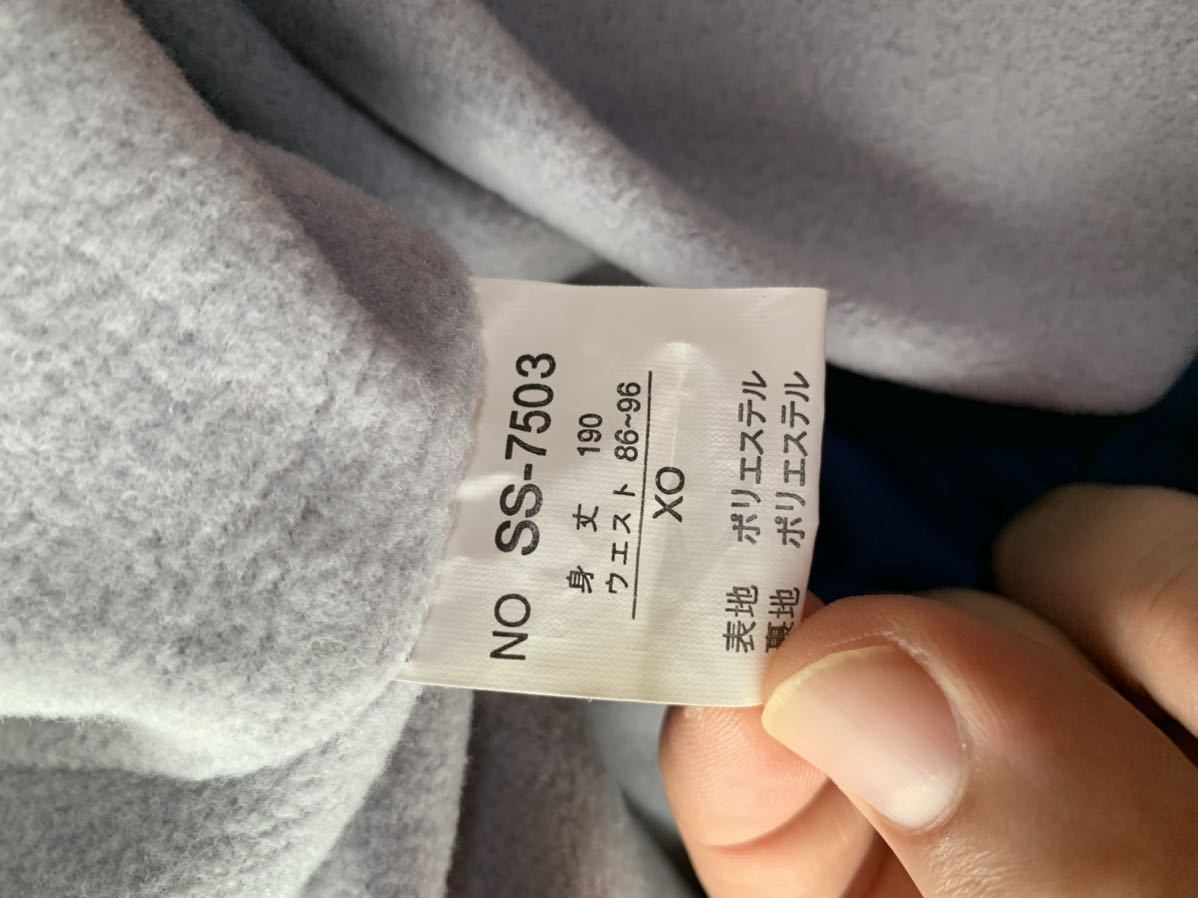 NO SS-7503
身丈 190
ウエスト 86~96
XO
表地 ポリエステル
裏地 ポリエステル